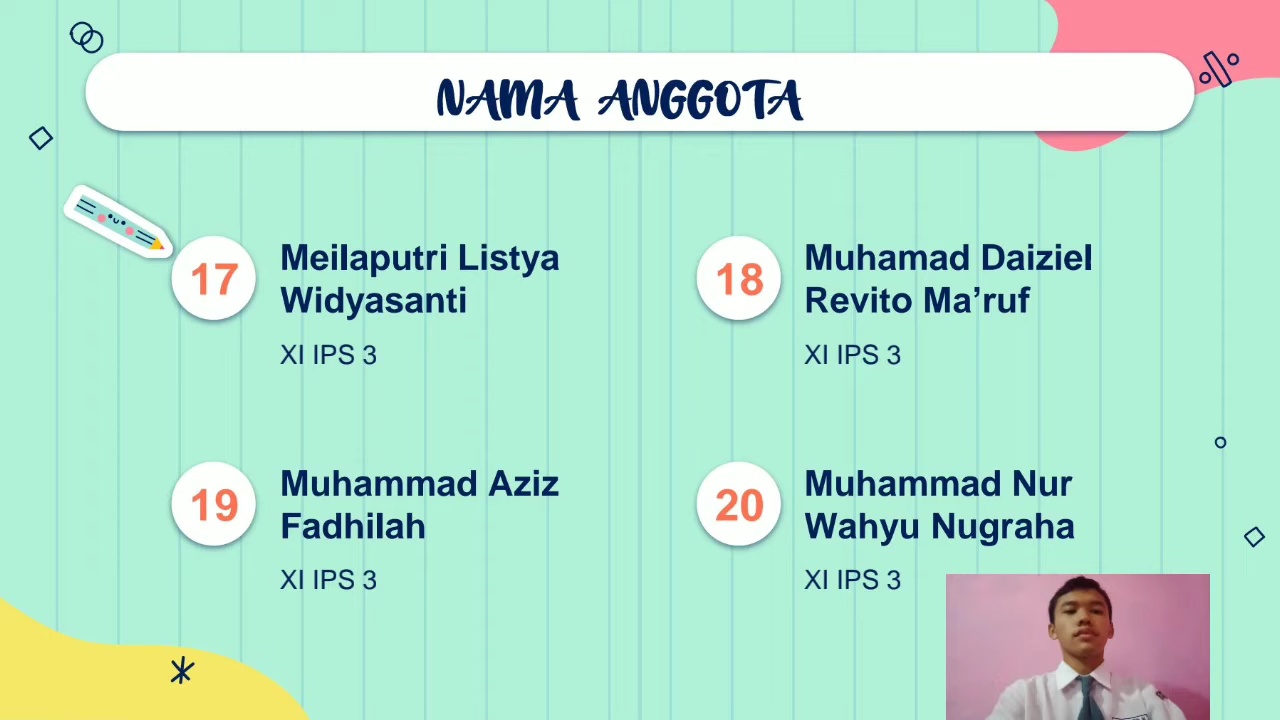 NAMA ANGGOTA
17
Meilaputri Listya
Widyasanti
XI IPS 3
18
Muhamad Daiziel
Revito Ma’ruf
XI IPS 3
19
Muhammad Aziz
Fadhilah
XI IPS 3
20
Muhammad Nur
Wahyu Nugraha
XI IPS 3